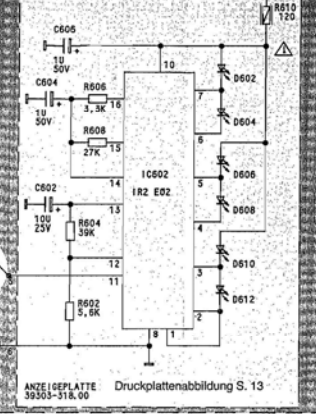 R610
120
C605
1U
50V
10
D602
C604
1U
50V
R606
3,3K
16
7
D604
R608
27K
15
6
IC602
IR2 E02
D606
14
5
C602
10U
25V
13
D608
R604
39K
4
D610
12
3
11
D612
R602
5,6K
2
8
1
ANZEIGEPLATTE
39303-318.00
Druckplattenabbildung S. 13